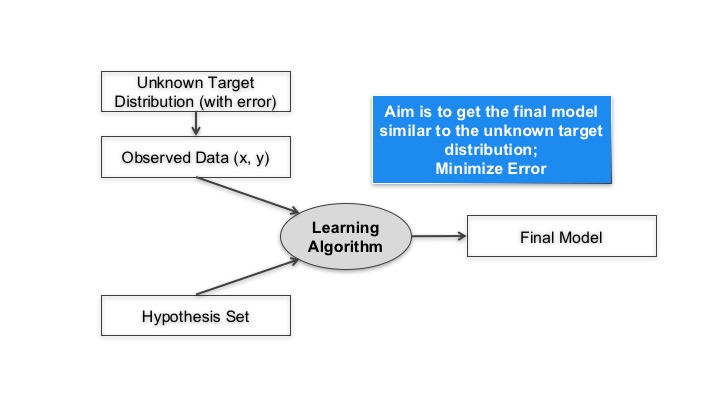 Unknown Target
Distribution (with error)
Observed Data (x, y)
Aim is to get the final model
similar to the unknown target
distribution;
Minimize Error
Learning
Algorithm
Final Model
Hypothesis Set